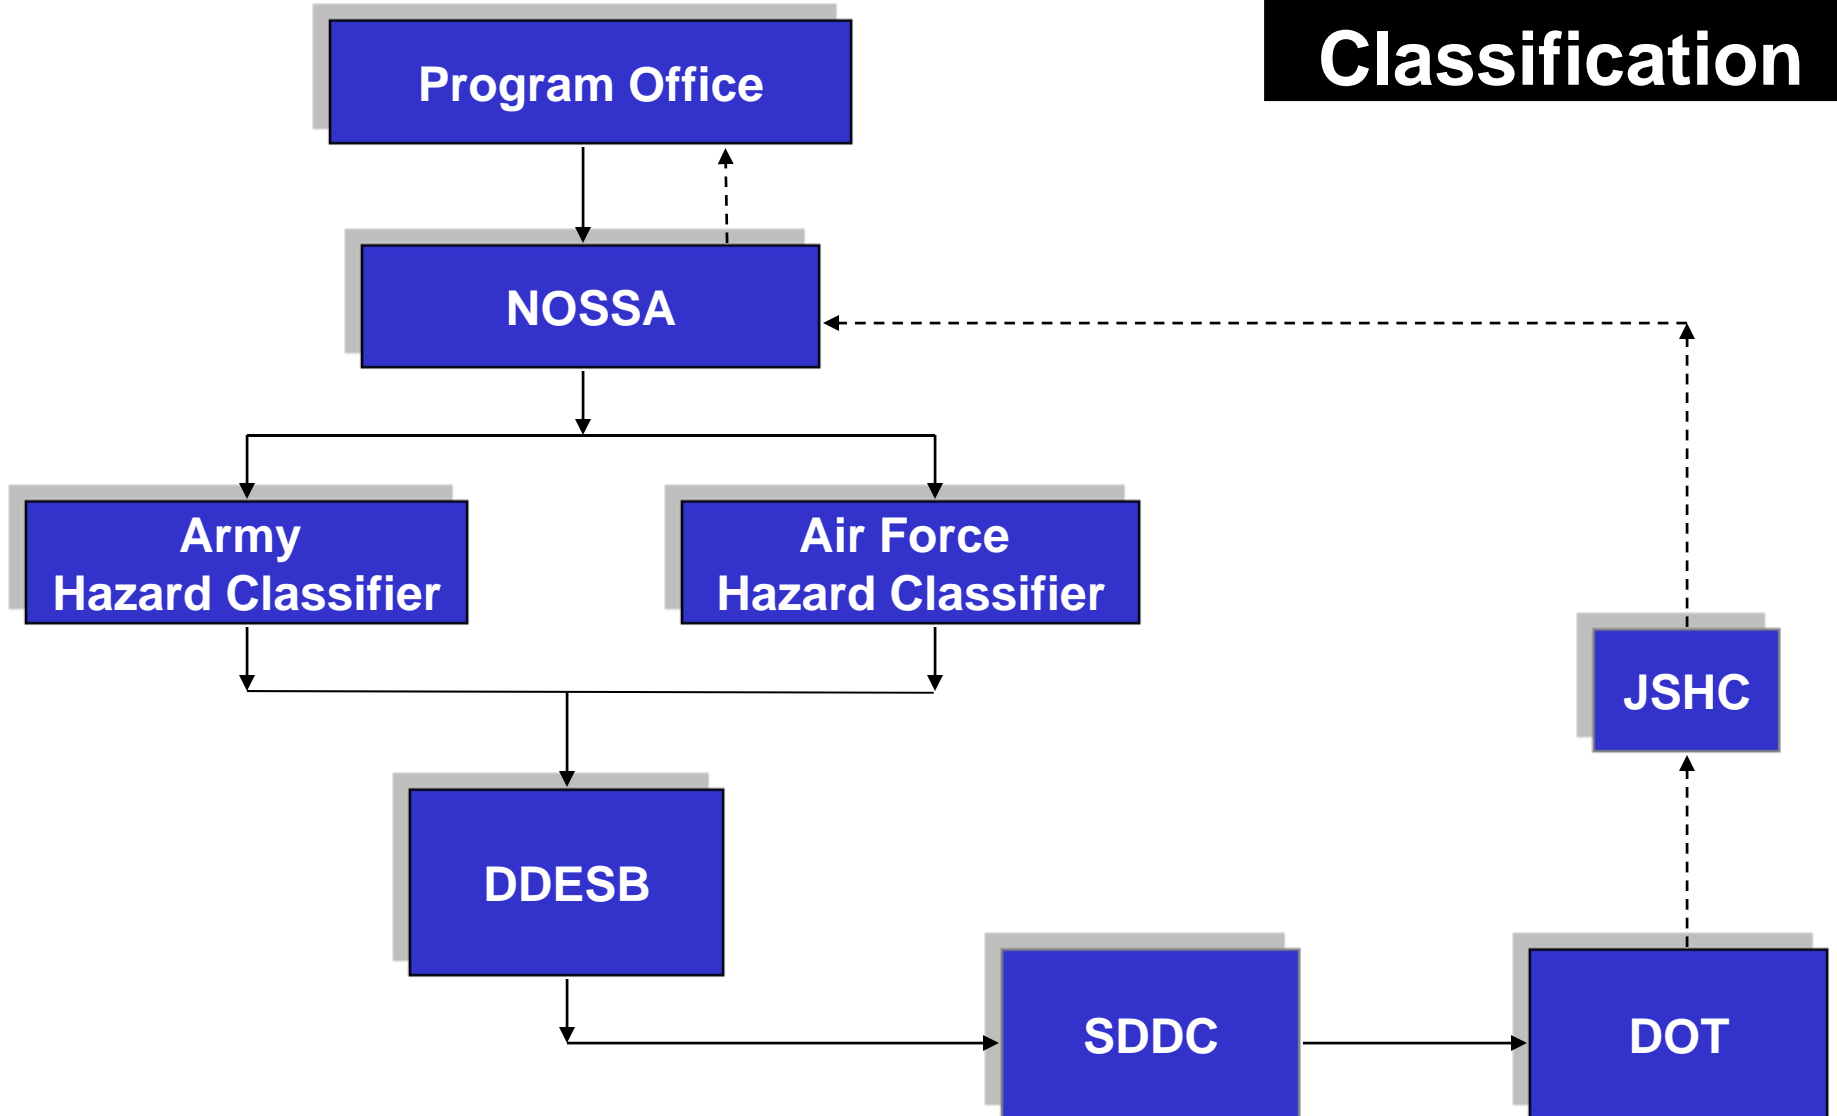 Classification
Program Office
NOSSA
Army
Hazard Classifier
Air Force
Hazard Classifier
JSHC
DDESB
SDDC
DOT